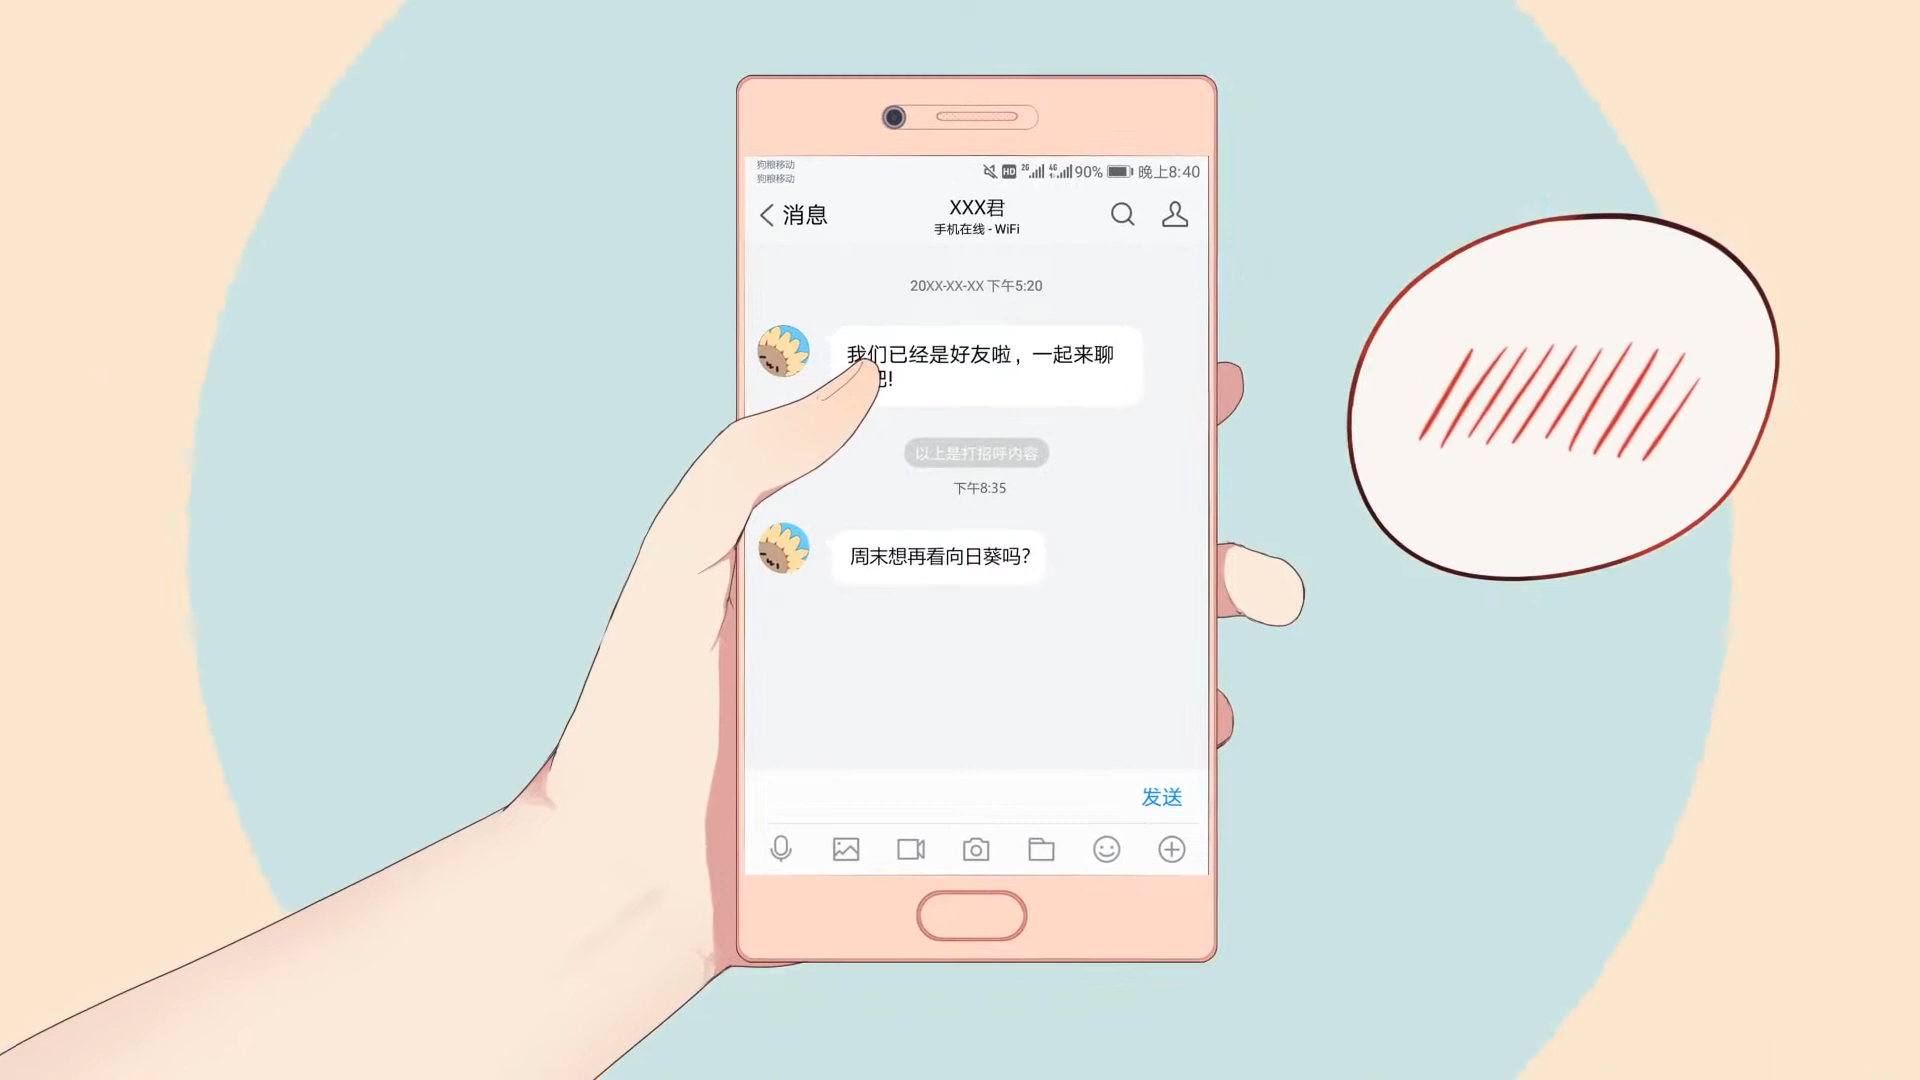 狗粮移动
狗粮移动
HD 2G 4G 90% 晚上8:40
消息
XXX君
手机在线 - WiFi
20XX-XX-XX 下午5:20
我们已经是好友啦，一起来聊
吧!
以上是打招呼内容
下午8:35
周末想再看向日葵吗?
发送